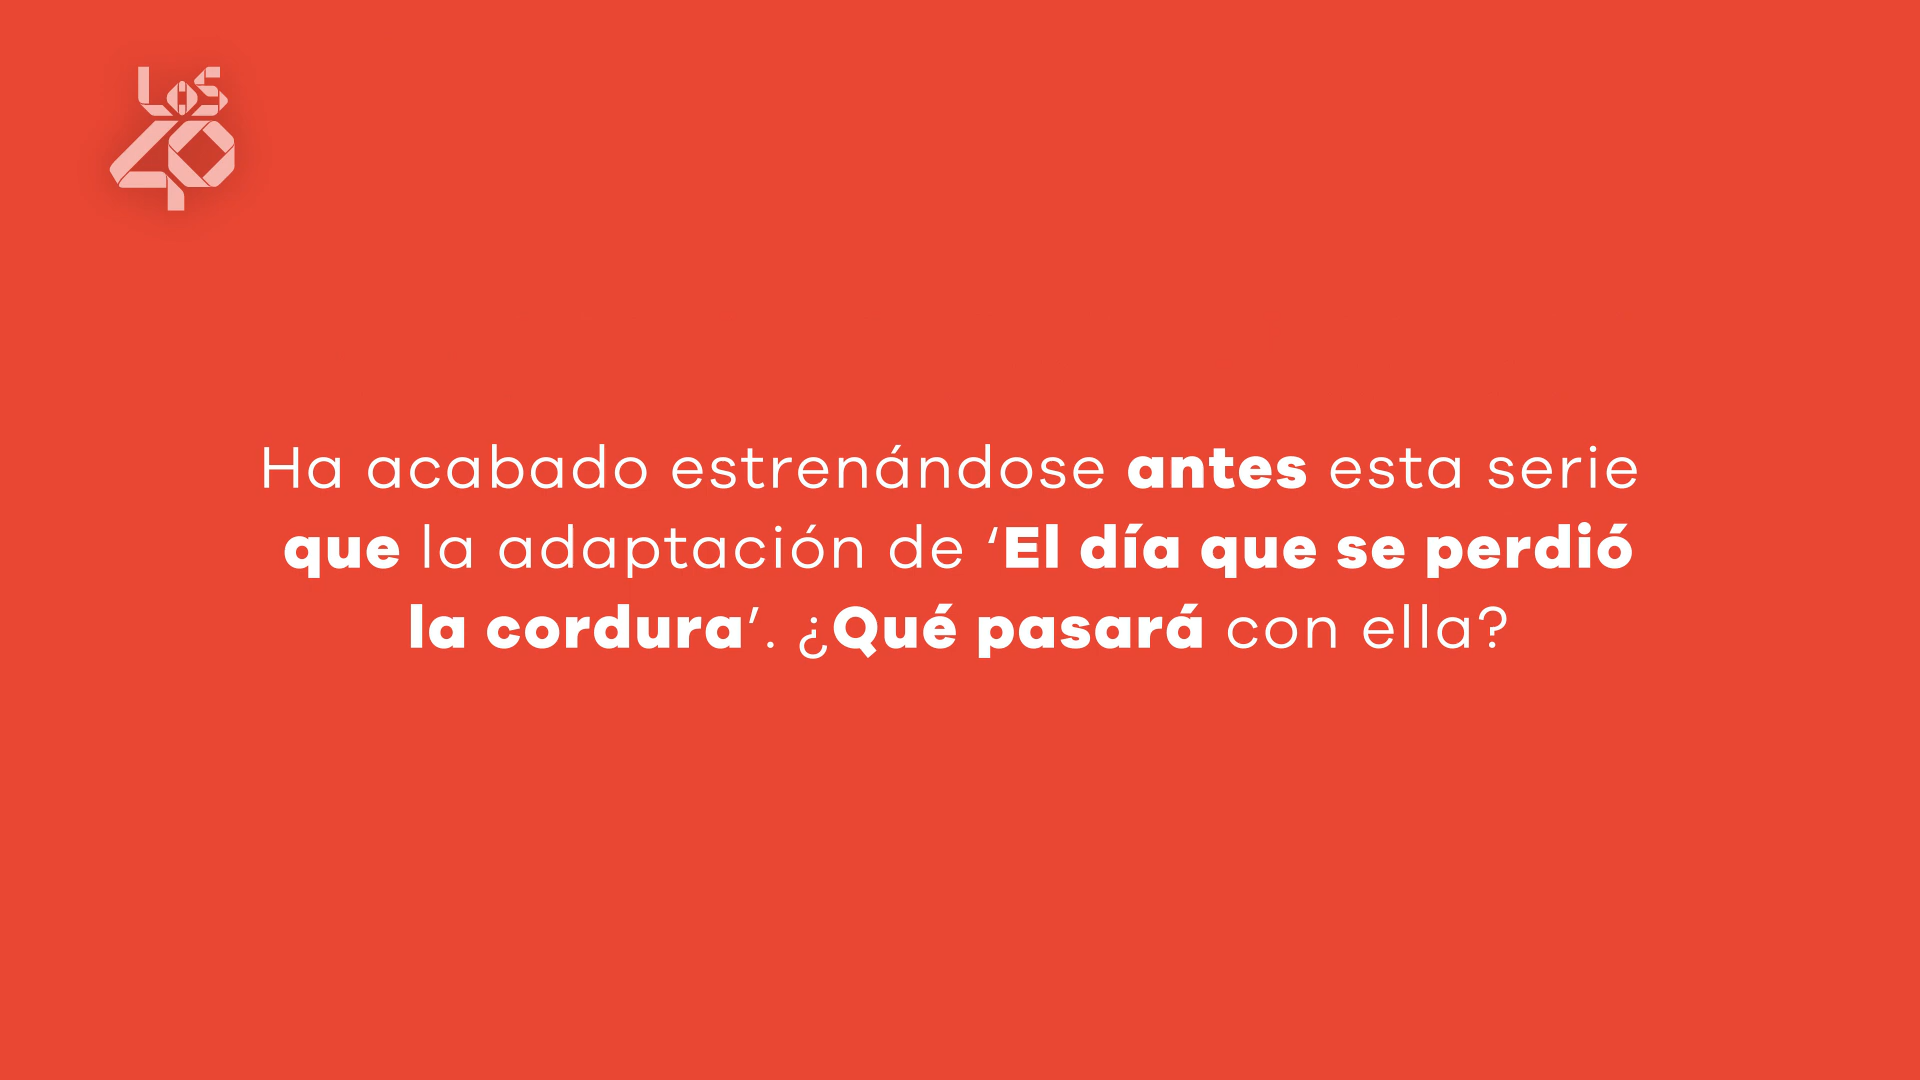 LOS
40
Ha acabado estrenándose antes esta serie
que la adaptación de ‘El día que se perdió
la cordura’. ¿Qué pasará con ella?